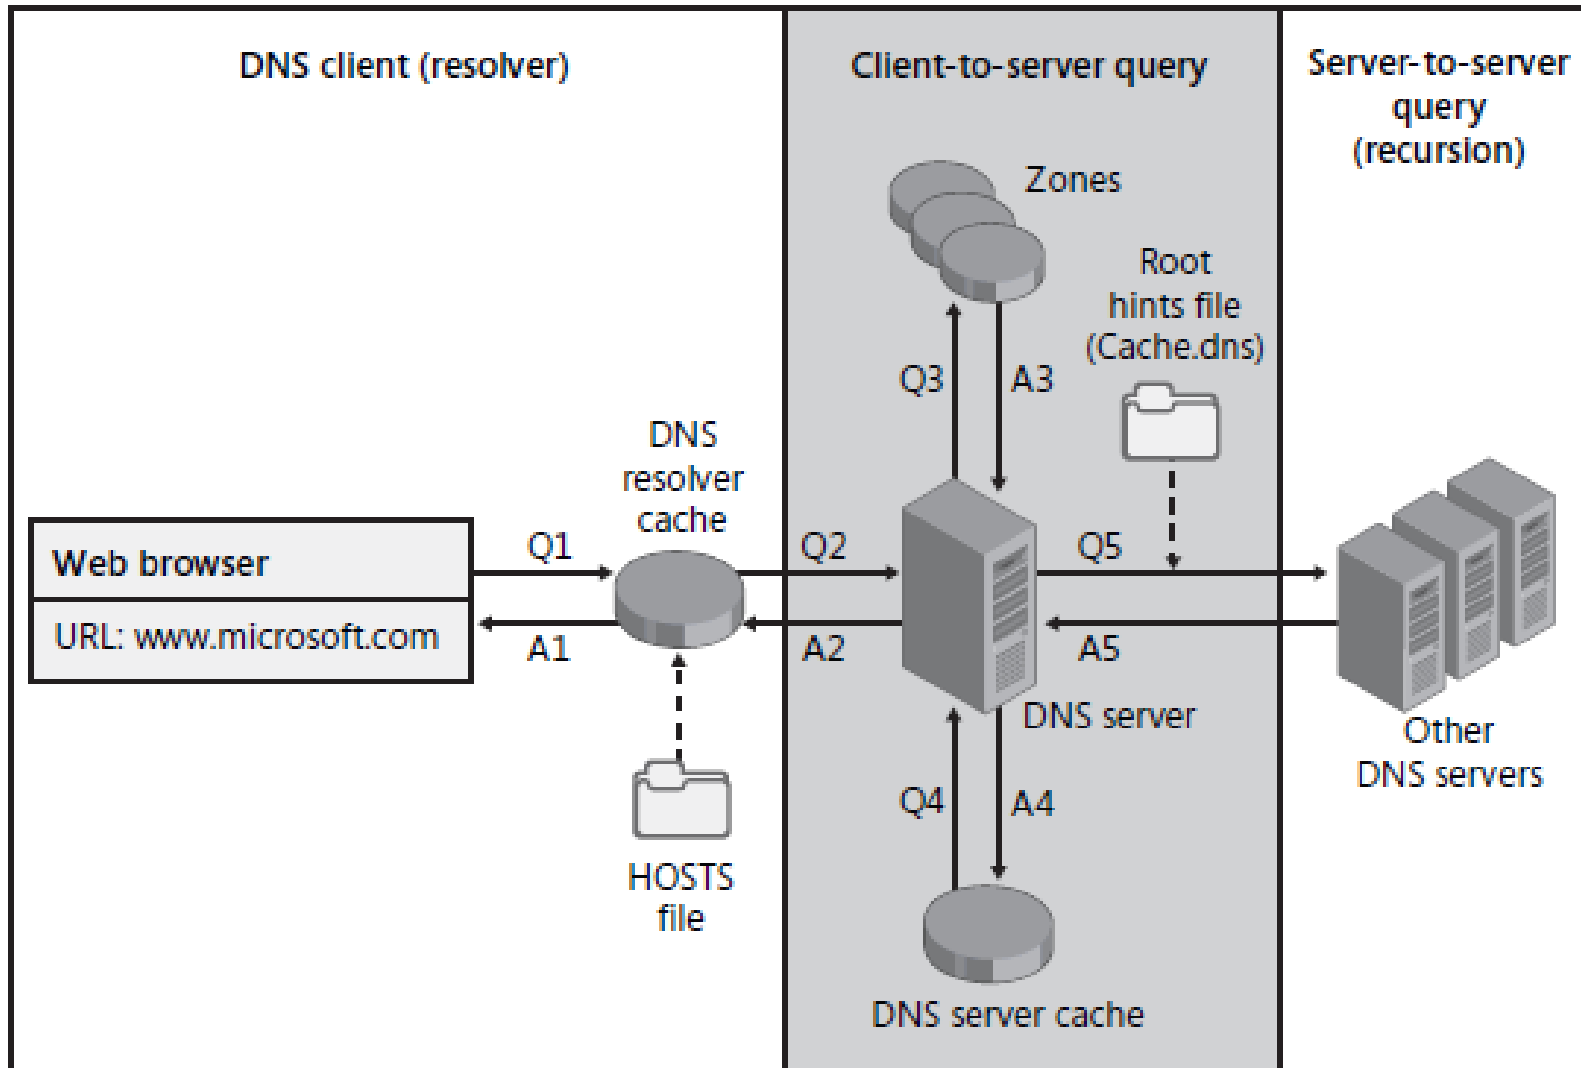 DNS client (resolver)
Client-to-server query
Server-to-server
query
(recursion)
Zones
Root
hints file
(Cache.dns)
Q3
A3
DNS
resolver
cache
Web browser
URL: www.microsoft.com
Q1
A1
Q2
A2
Q5
A5
DNS server
Other
DNS servers
Q4
A4
HOSTS
file
DNS server cache